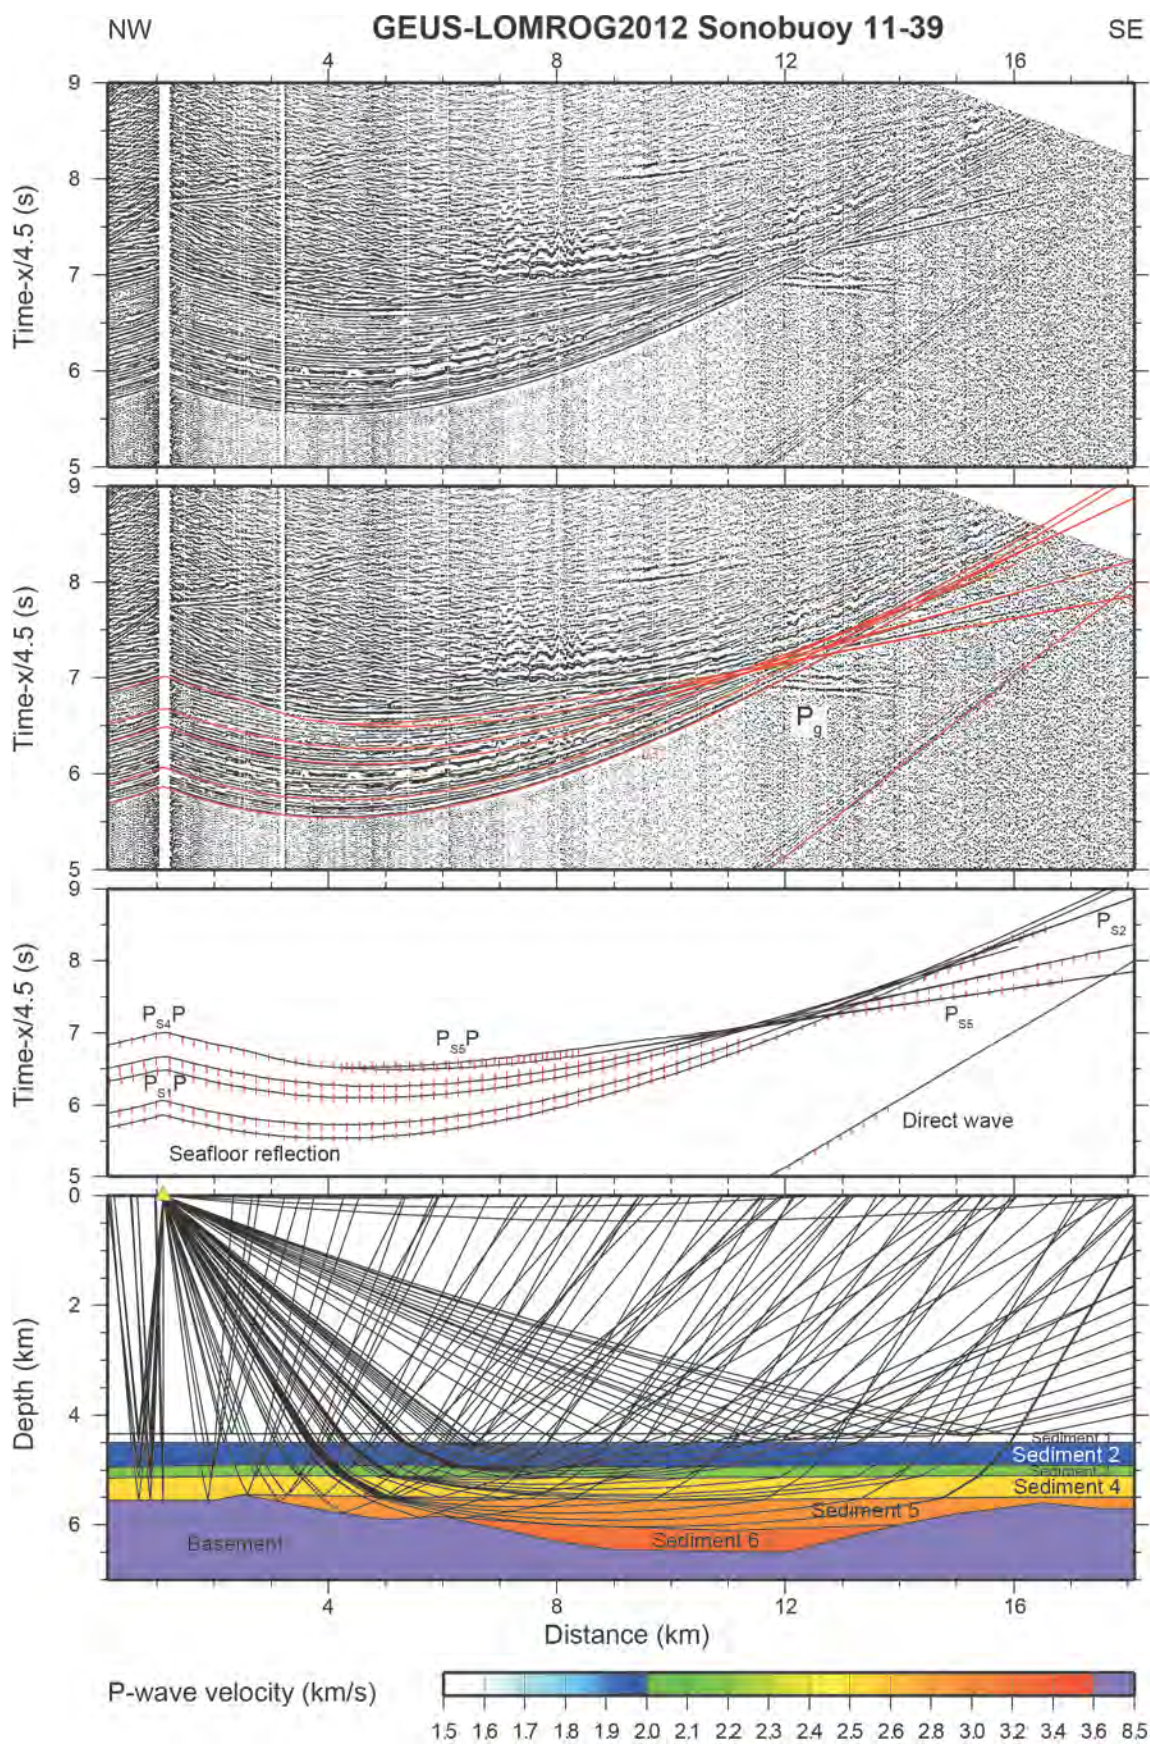 NW GEUS-LOMROG2012 Sonobuoy 11-39 SE
4 8 12 16
9
8
7
6
5
Time-x/4.5 (s)
9
8
7
6
5
Time-x/4.5 (s)
Pg
9
8
7
6
5
Time-x/4.5 (s)
PS2
PS4P
PS5P
PS5
PS1P
Direct wave
Seafloor reflection
0
2
4
6
Depth (km)
Sediment 1
Sediment 2
Sediment
Sediment 4
Sediment 5
Sediment 6
Basement
4 8 12 16
Distance (km)
P-wave velocity (km/s)
1.5 1.6 1.7 1.8 1.9 2.0 2.1 2.2 2.3 2.4 2.5 2.6 2.8 3.0 3.2 3.4 3.6 8.5